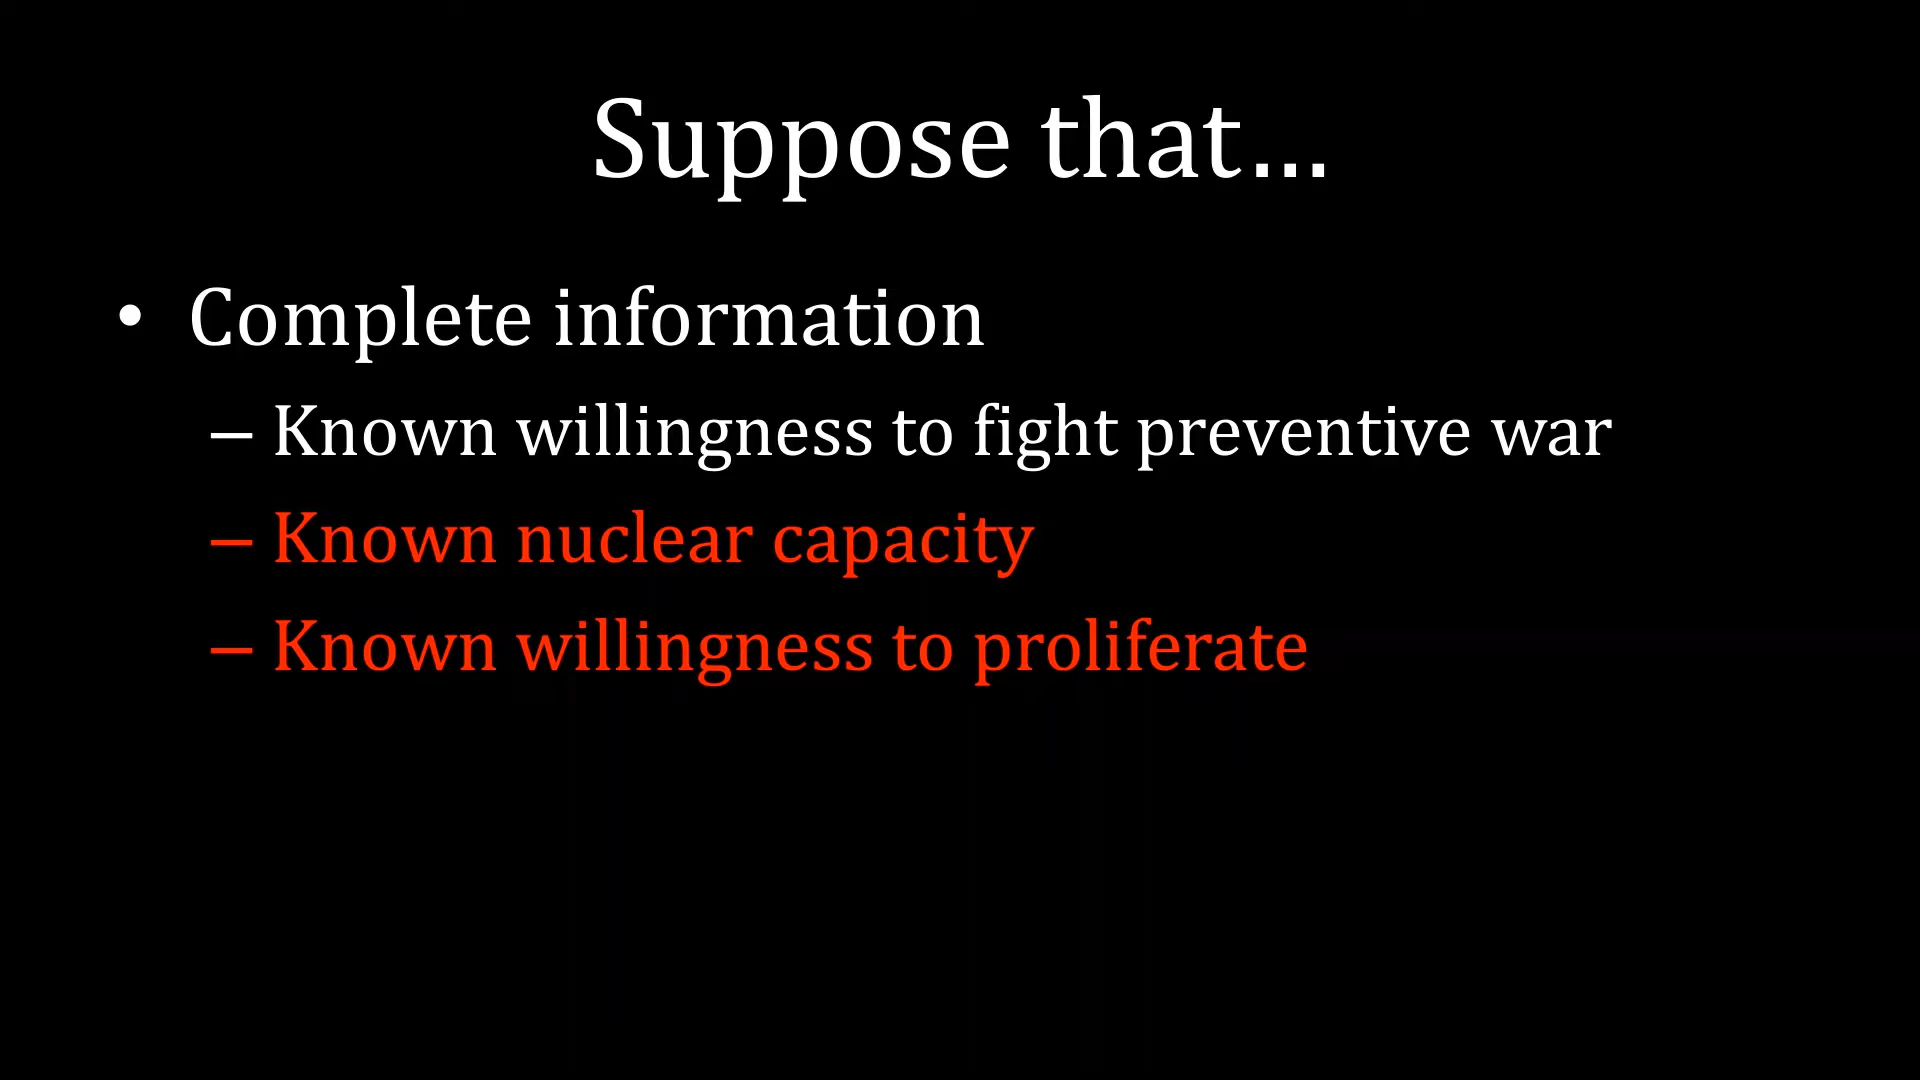 Suppose that…
• Complete information
– Known willingness to fight preventive war
– Known nuclear capacity
– Known willingness to proliferate